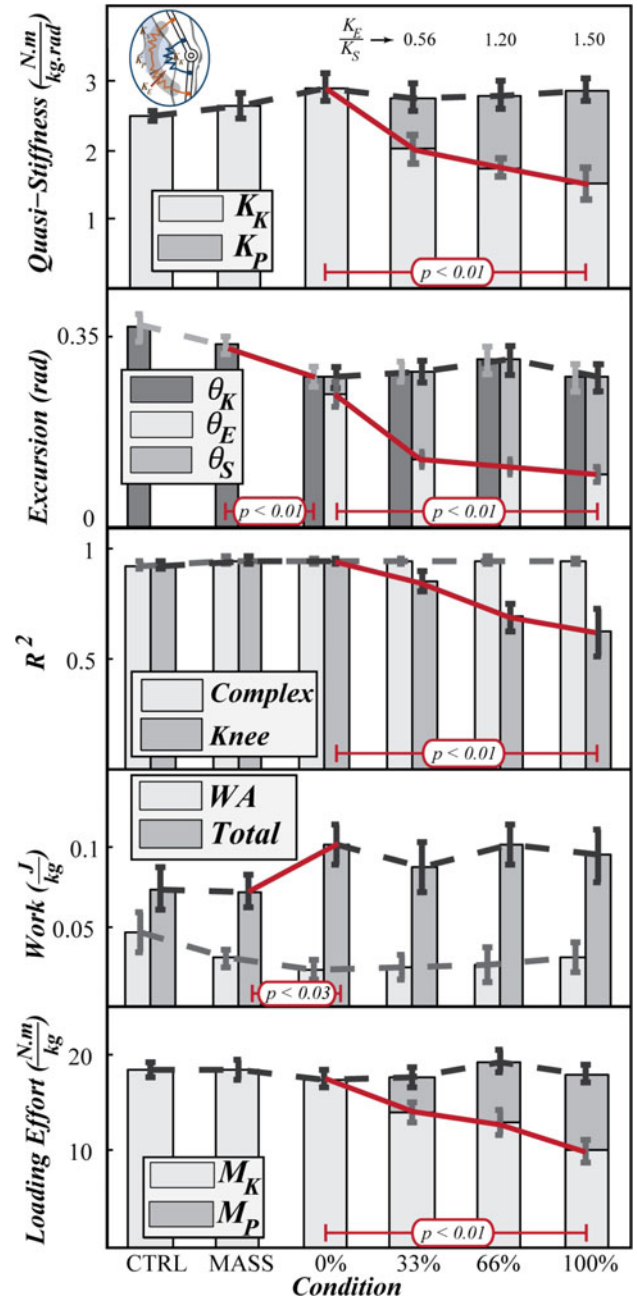 K_E/K_S → 0.56 1.20 1.50
Quasi-Stiffness (N.m/kg.rad)
3
2
1
K_K
K_P
p < 0.01
Excursion (rad)
0.35
0
θ_K
θ_E
θ_S
p < 0.01 p < 0.01
R²
1
0.5
Complex
Knee
p < 0.01
Work (J/kg)
0.1
0.05
WA
Total
p < 0.03
Loading Effort (N.m/kg)
20
10
M_K
M_P
p < 0.01
CTRL MASS 0% 33% 66% 100%
Condition